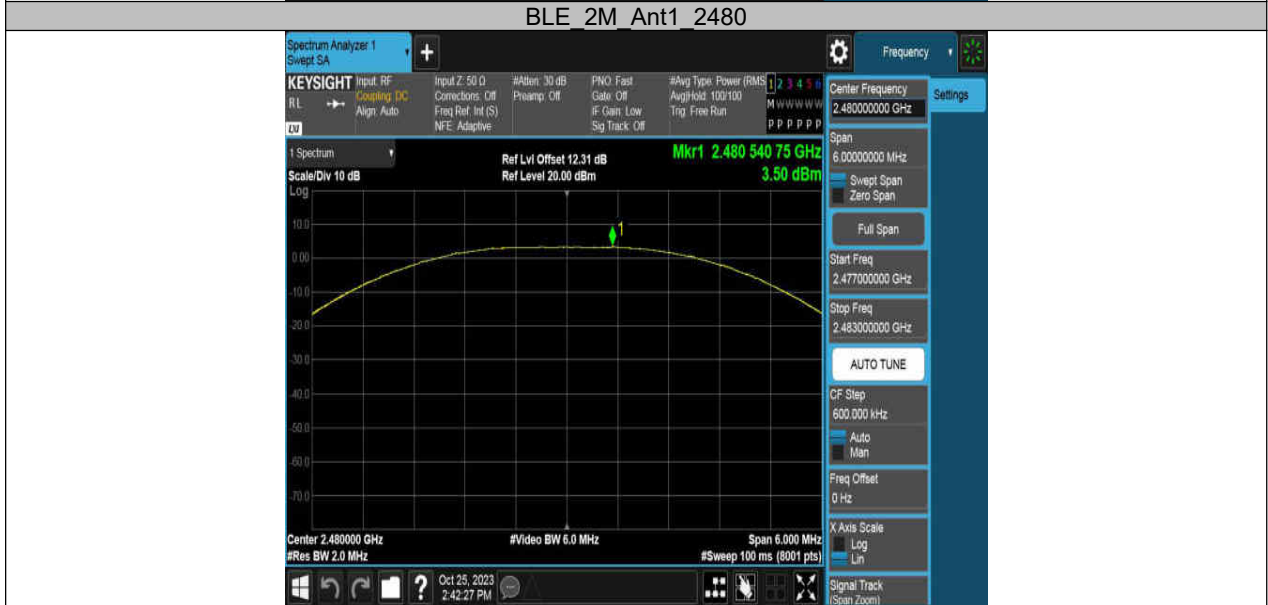 BLE_2M_Ant1_2480
Spectrum Analyzer 1
Swept SA
+
Frequency
KEYSIGHT
RL
LXI
Input: RF
Coupling: DC
Align: Auto
Input Z: 50 Ω
Corrections: Off
Freq Ref: Int (S)
NFE: Adaptive
#Atten: 30 dB
Preamp: Off
PNO: Fast
Gate: Off
IF Gain: Low
Sig Track: Off
#Avg Type: Power (RMS
Avg|Hold: 100/100
Trig: Free Run
1 2 3 4 5 6
M W W W W W
P P P P P P
Center Frequency
2.480000000 GHz
Settings
1 Spectrum
Scale/Div 10 dB
Ref Lvl Offset 12.31 dB
Ref Level 20.00 dBm
Mkr1 2.480 540 75 GHz
3.50 dBm
Span
6.00000000 MHz
Swept Span
Zero Span
Full Span
Start Freq
2.477000000 GHz
Stop Freq
2.483000000 GHz
AUTO TUNE
CF Step
600.000 kHz
Auto
Man
Freq Offset
0 Hz
X Axis Scale
Log
Lin
Signal Track
(Span Zoom)
Log
10.0
0.00
-10.0
-20.0
-30.0
-40.0
-50.0
-60.0
-70.0
1
Center 2.480000 GHz
#Res BW 2.0 MHz
#Video BW 6.0 MHz
Span 6.000 MHz
#Sweep 100 ms (8001 pts)
?
Oct 25, 2023
2:42:27 PM